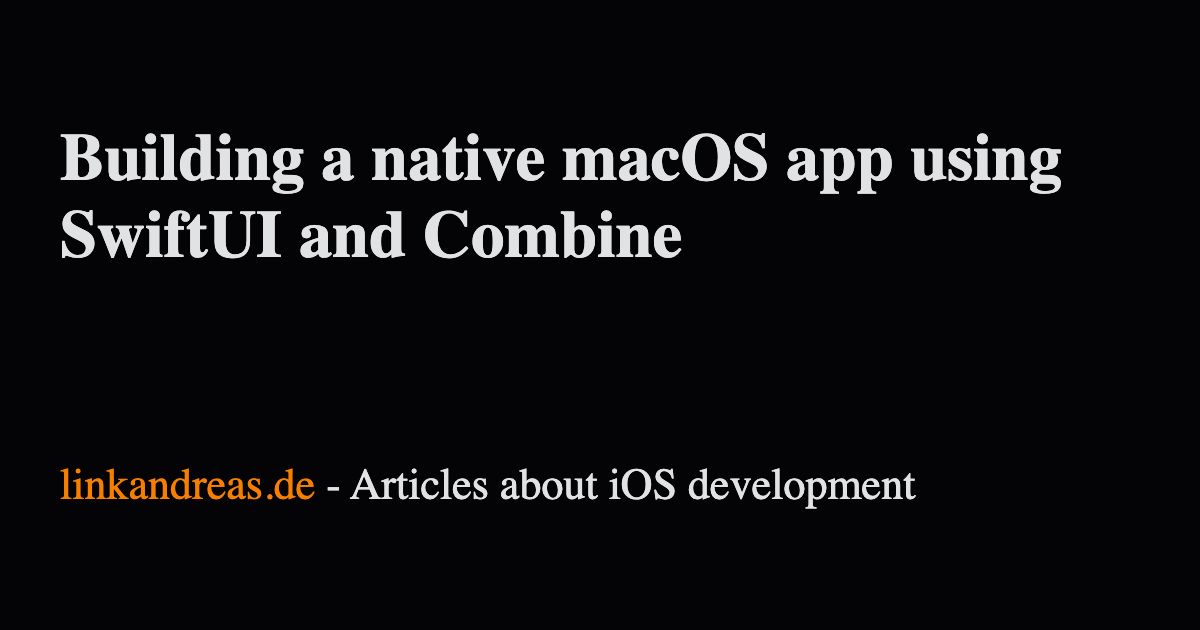 Building a native macOS app using
SwiftUI and Combine
linkandreas.de - Articles about iOS development